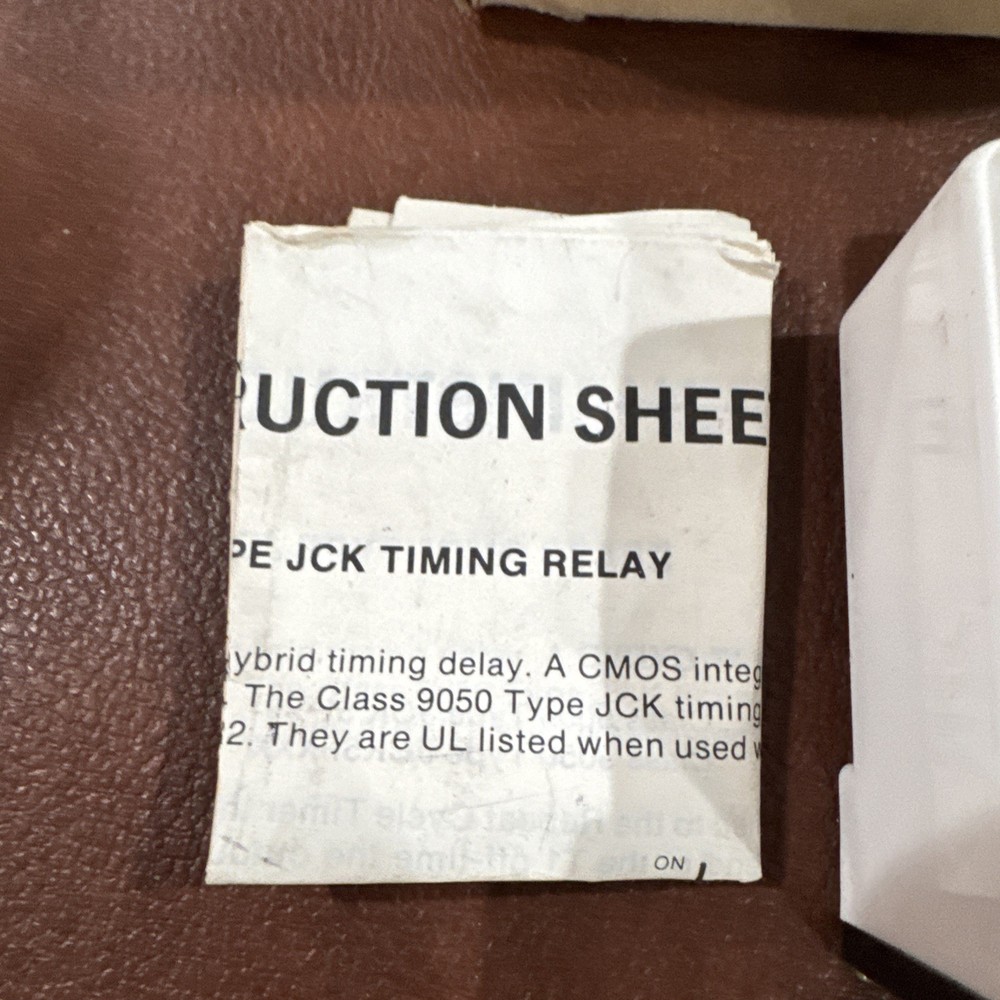 RUCTION SHEE
PE JCK TIMING RELAY
ybrid timing delay. A CMOS integ
The Class 9050 Type JCK timing
2. They are UL listed when used w
ON